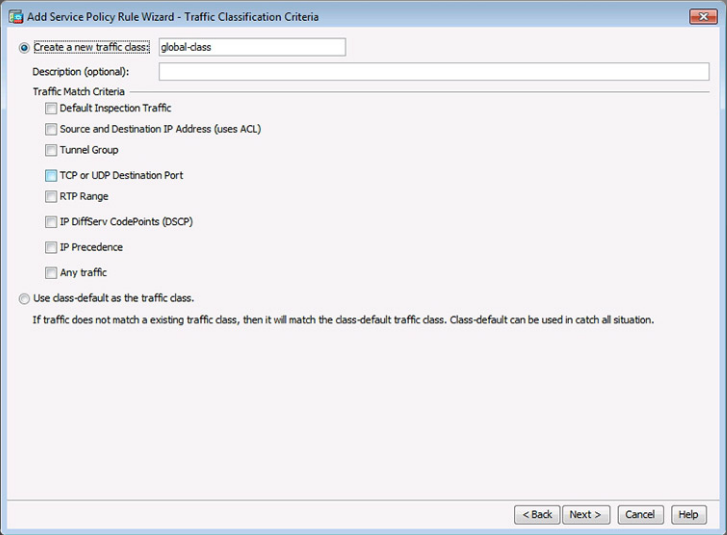 Add Service Policy Rule Wizard - Traffic Classification Criteria
Create a new traffic class: global-class
Description (optional):
Traffic Match Criteria
Default Inspection Traffic
Source and Destination IP Address (uses ACL)
Tunnel Group
TCP or UDP Destination Port
RTP Range
IP DiffServ CodePoints (DSCP)
IP Precedence
Any traffic
Use class-default as the traffic class.
If traffic does not match a existing traffic class, then it will match the class-default traffic class. Class-default can be used in catch all situation.
< Back Next > Cancel Help